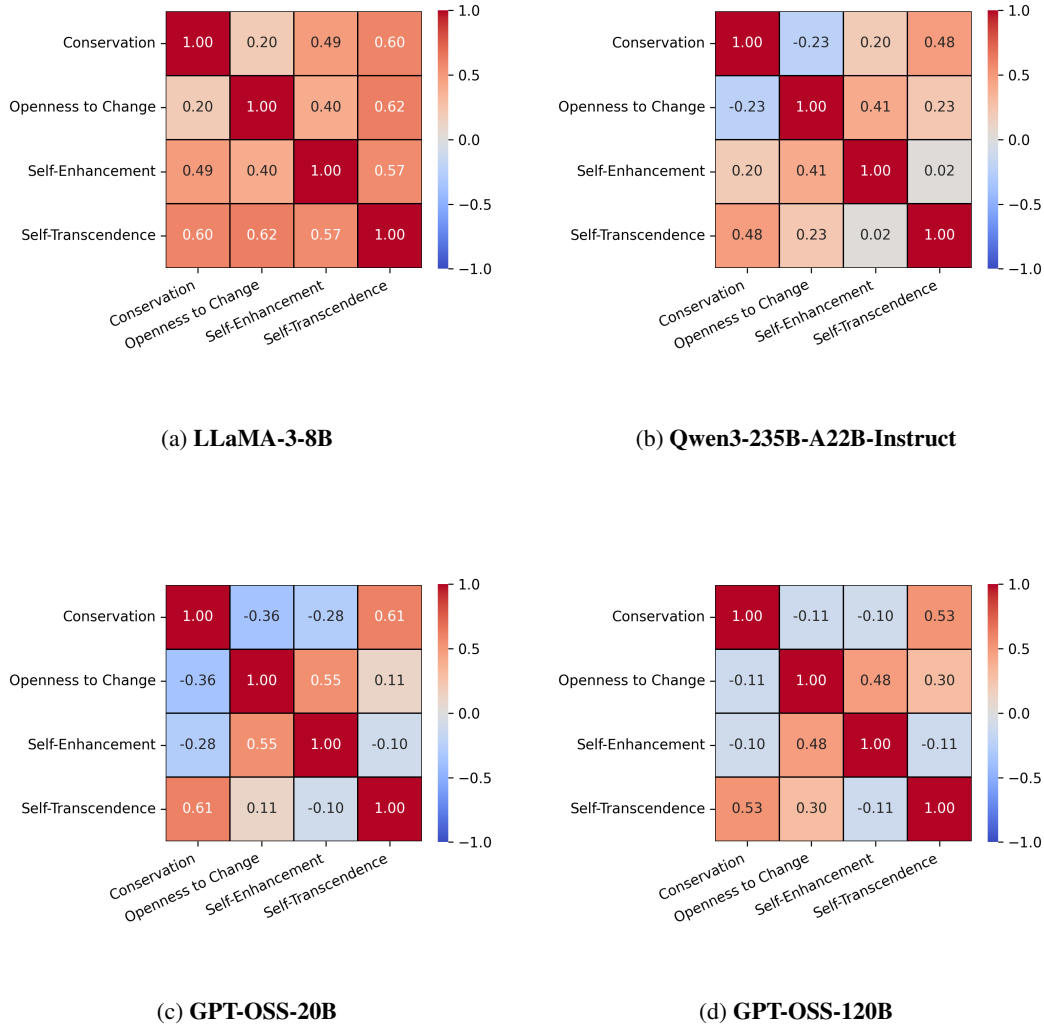 1.0
Conservation 1.00 0.20 0.49 0.60
0.5
Openness to Change 0.20 1.00 0.40 0.62
0.0
Self-Enhancement 0.49 0.40 1.00 0.57
−0.5
Self-Transcendence 0.60 0.62 0.57 1.00
−1.0
Conservation
Openness to Change
Self-Enhancement
Self-Transcendence
(a) LLaMA-3-8B
1.0
Conservation 1.00 -0.23 0.20 0.48
0.5
Openness to Change -0.23 1.00 0.41 0.23
0.0
Self-Enhancement 0.20 0.41 1.00 0.02
−0.5
Self-Transcendence 0.48 0.23 0.02 1.00
−1.0
Conservation
Openness to Change
Self-Enhancement
Self-Transcendence
(b) Qwen3-235B-A22B-Instruct
1.0
Conservation 1.00 -0.36 -0.28 0.61
0.5
Openness to Change -0.36 1.00 0.55 0.11
0.0
Self-Enhancement -0.28 0.55 1.00 -0.10
−0.5
Self-Transcendence 0.61 0.11 -0.10 1.00
−1.0
Conservation
Openness to Change
Self-Enhancement
Self-Transcendence
(c) GPT-OSS-20B
1.0
Conservation 1.00 -0.11 -0.10 0.53
0.5
Openness to Change -0.11 1.00 0.48 0.30
0.0
Self-Enhancement -0.10 0.48 1.00 -0.11
−0.5
Self-Transcendence 0.53 0.30 -0.11 1.00
−1.0
Conservation
Openness to Change
Self-Enhancement
Self-Transcendence
(d) GPT-OSS-120B